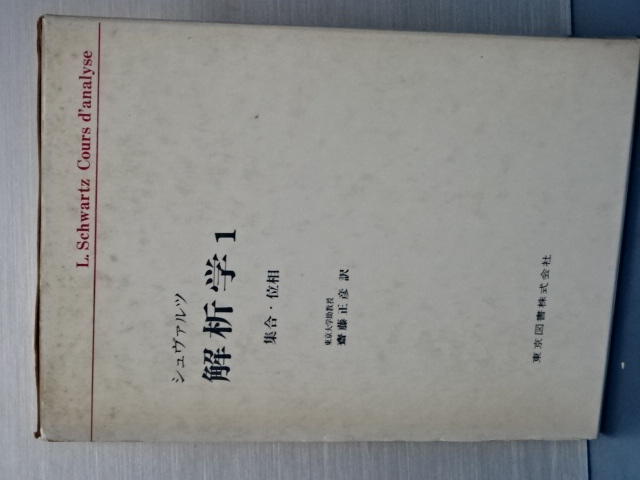 L. Schwartz Cours d'analyse
シュヴァルツ
解析学 1
集合・位相
東京大学助教授
齋藤正彦 訳
東京図書株式会社